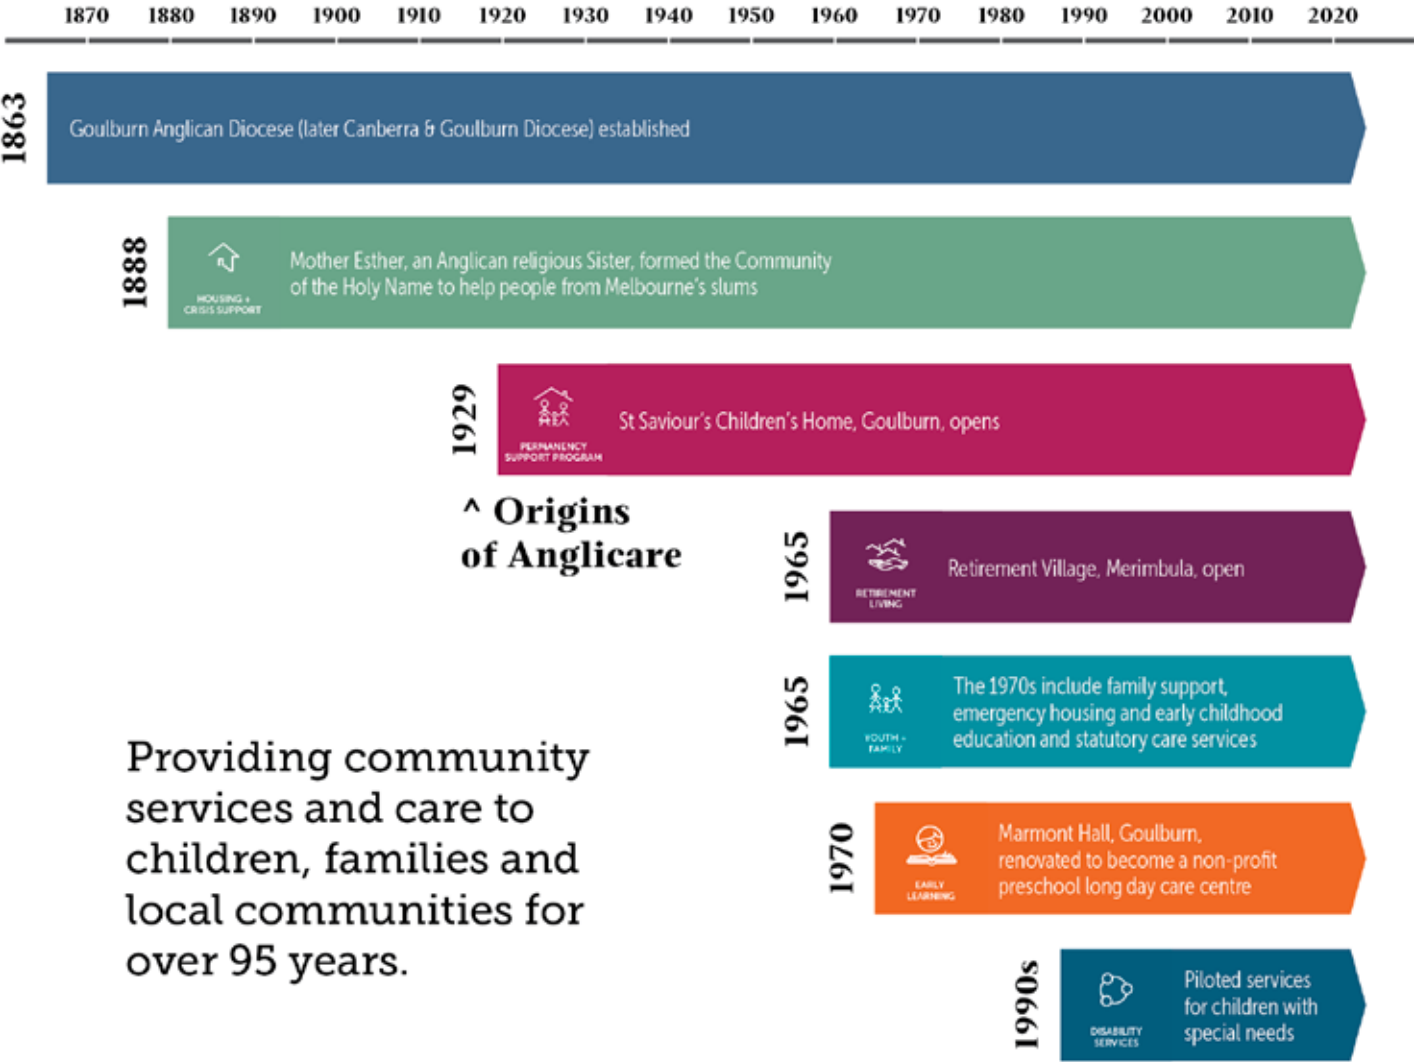 1870 1880 1890 1900 1910 1920 1930 1940 1950 1960 1970 1980 1990 2000 2010 2020
1863
Goulburn Anglican Diocese (later Canberra & Goulburn Diocese) established
1888
HOUSING +
CRISIS SUPPORT
Mother Esther, an Anglican religious Sister, formed the Community
of the Holy Name to help people from Melbourne's slums
1929
PERMANENCY
SUPPORT PROGRAM
St Saviour's Children's Home, Goulburn, opens
^ Origins
of Anglicare
1965
RETIREMENT
LIVING
Retirement Village, Merimbula, open
1965
YOUTH +
FAMILY
The 1970s include family support,
emergency housing and early childhood
education and statutory care services
Providing community
services and care to
children, families and
local communities for
over 95 years.
1970
EARLY
LEARNING
Marmont Hall, Goulburn,
renovated to become a non-profit
preschool long day care centre
1990s
DISABILITY
SERVICES
Piloted services
for children with
special needs